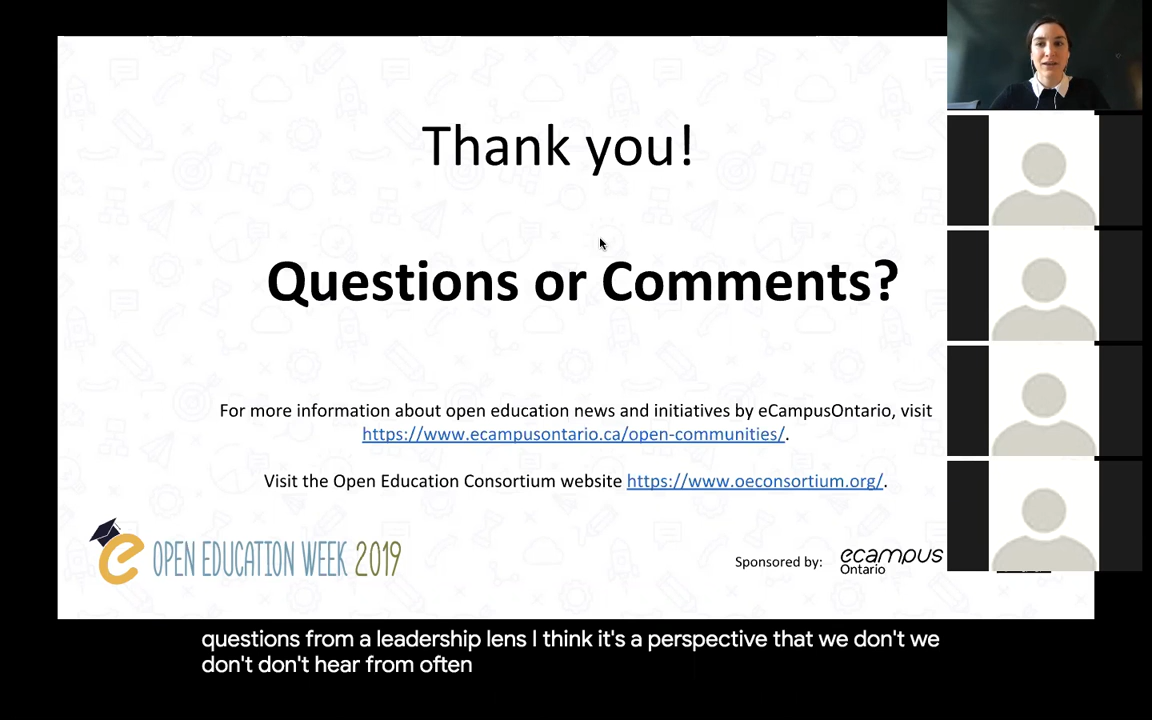 Thank you!
Questions or Comments?
For more information about open education news and initiatives by eCampusOntario, visit
https://www.ecampusontario.ca/open-communities/.
Visit the Open Education Consortium website https://www.oeconsortium.org/.
e OPEN EDUCATION WEEK 2019
Sponsored by: ecampus
Ontario
questions from a leadership lens I think it's a perspective that we don't we
don't don't hear from often